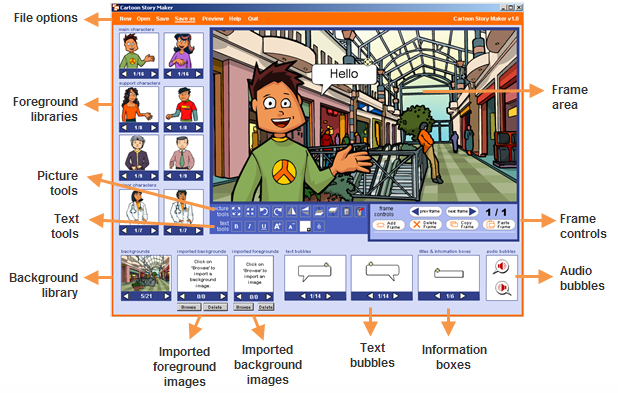 Cartoon Story Maker
File options
New Open Save Save as Preview Help Quit
Cartoon Story Maker v1.0
main characters
1/16
1/16
Hello
Frame
area
Foreground
libraries
support characters
1/8
1/8
1/8
1/8
Picture
tools
characters
1/7
1/7
Text
tools
picture
tools
text
tools
B I U A A
frame
controls
prev frame
next frame
1 / 1
Add
Frame
Delete
Frame
Copy
Frame
Paste
Frame
Frame
controls
Background
library
backgrounds
5/21
imported backgrounds
Click on
'Browse' to
import a
background
image.
0/0
Browse
Delete
imported foregrounds
Click on
'Browse' to
import an
image
0/0
Browse
Delete
text bubbles
1/14
1/14
titles & information boxes
1/6
audio bubbles
Audio
bubbles
Imported
foreground
images
Imported
background
images
Text
bubbles
Information
boxes